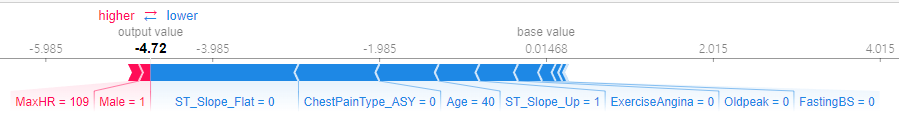 higher ⇄ lower
output value base value
-5.985 -4.72 -3.985 -1.985 0.01468 2.015 4.015
MaxHR = 109 Male = 1 ST_Slope_Flat = 0 ChestPainType_ASY = 0 Age = 40 ST_Slope_Up = 1 ExerciseAngina = 0 Oldpeak = 0 FastingBS = 0